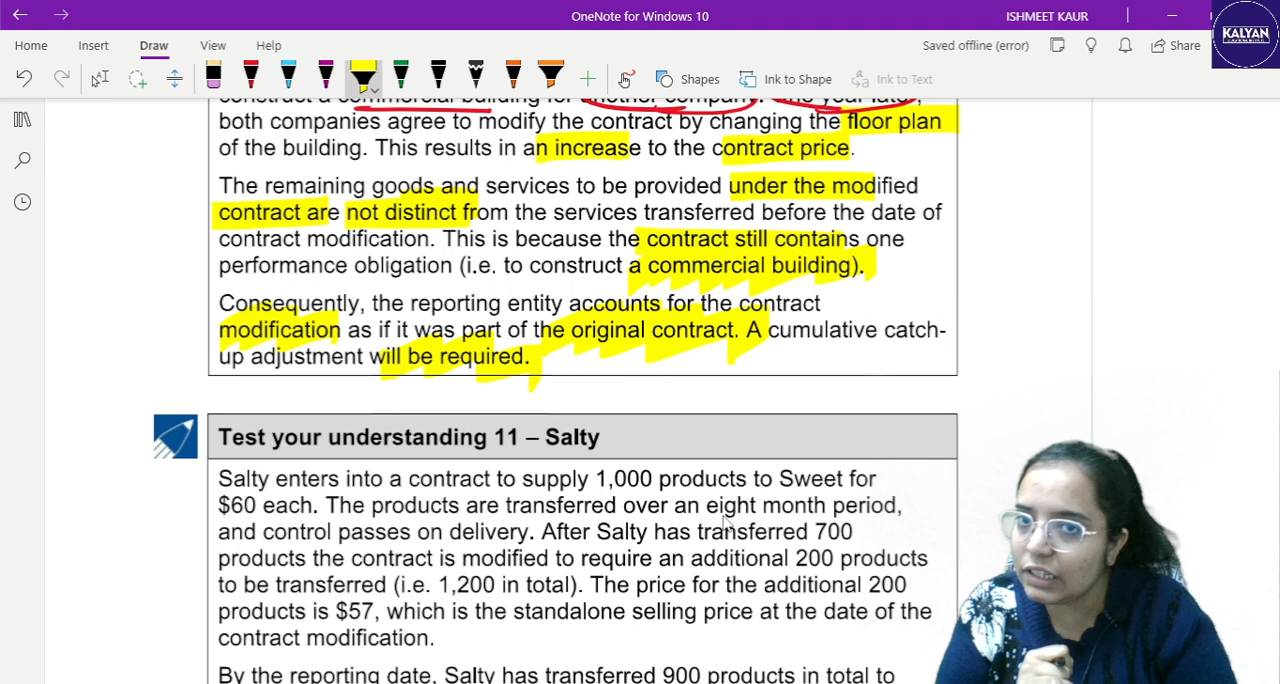 OneNote for Windows 10
ISHMEET KAUR
KALYAN
Home Insert Draw View Help
Saved offline (error)
Share
Shapes
Ink to Shape
Ink to Text
construct a commercial building for another company. One year later,
both companies agree to modify the contract by changing the floor plan
of the building. This results in an increase to the contract price.
The remaining goods and services to be provided under the modified
contract are not distinct from the services transferred before the date of
contract modification. This is because the contract still contains one
performance obligation (i.e. to construct a commercial building).
Consequently, the reporting entity accounts for the contract
modification as if it was part of the original contract. A cumulative catch-
up adjustment will be required.
Test your understanding 11 – Salty
Salty enters into a contract to supply 1,000 products to Sweet for
$60 each. The products are transferred over an eight month period,
and control passes on delivery. After Salty has transferred 700
products the contract is modified to require an additional 200 products
to be transferred (i.e. 1,200 in total). The price for the additional 200
products is $57, which is the standalone selling price at the date of the
contract modification.
By the reporting date, Salty has transferred 900 products in total to